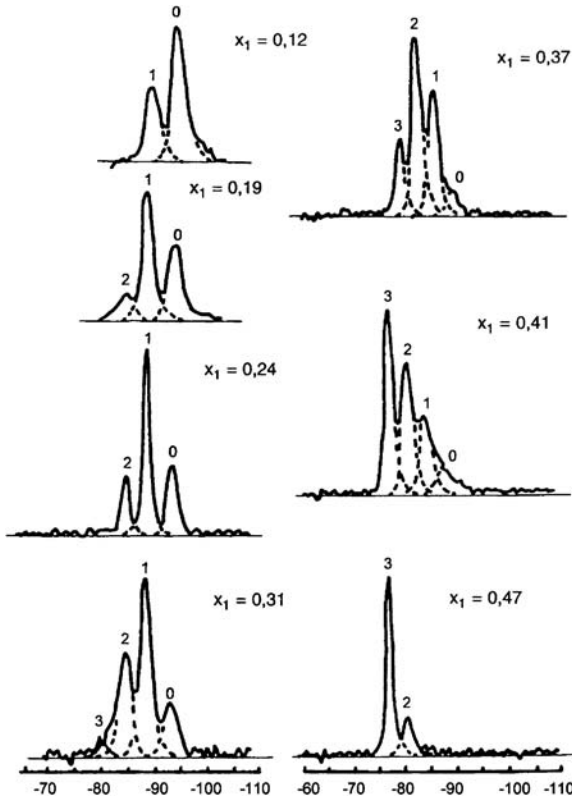 0
1
x₁ = 0,12
1
0
2
x₁ = 0,19
1
2
0
x₁ = 0,24
1
2
0
3
x₁ = 0,31
-70 -80 -90 -100 -110
2
1
3
0
x₁ = 0,37
3
2
1
0
x₁ = 0,41
3
2
x₁ = 0,47
-60 -70 -80 -90 -100 -110